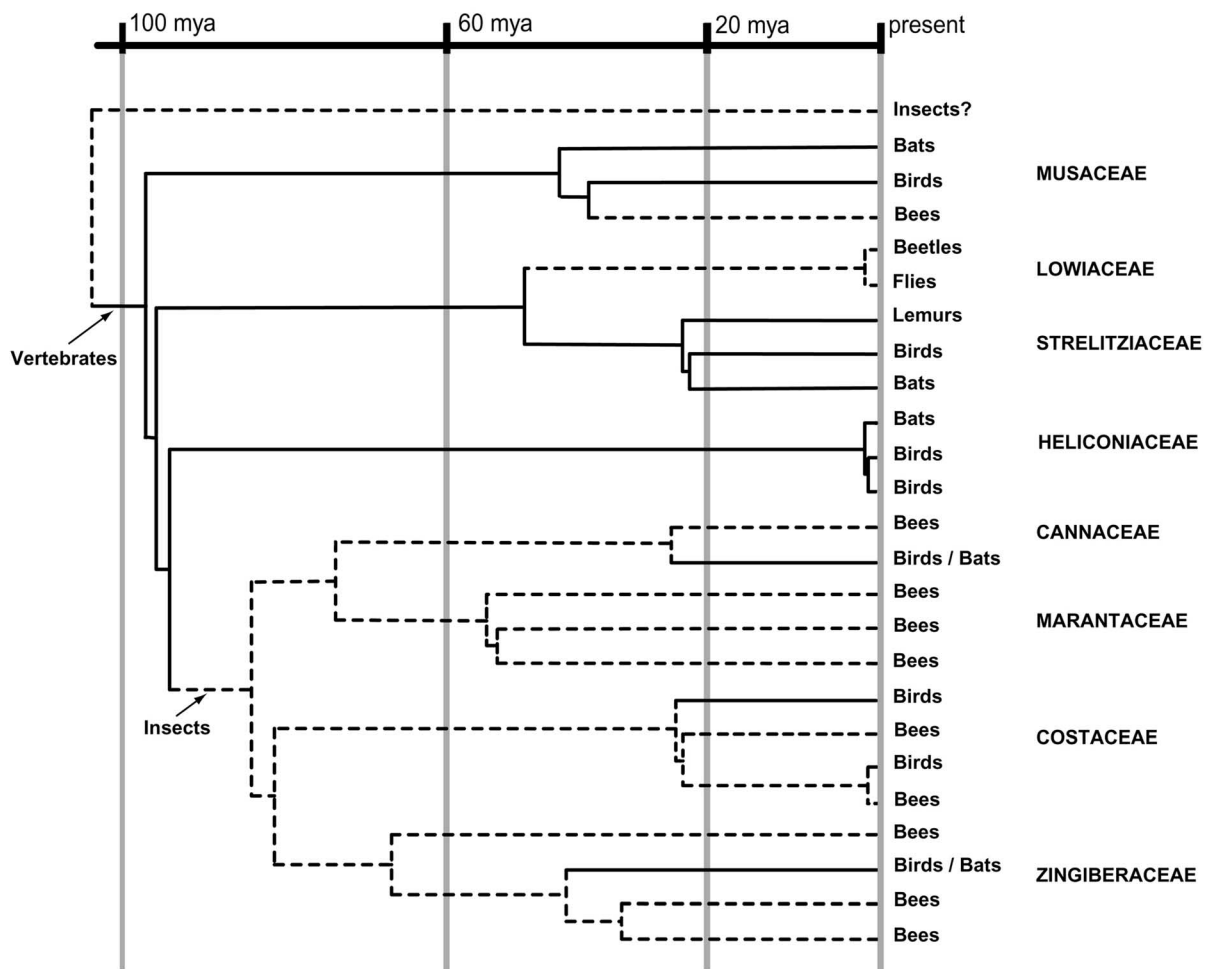 100 mya 60 mya 20 mya present
Insects?
Bats
MUSACEAE
Birds
Bees
Beetles
LOWIACEAE
Flies
Lemurs
Vertebrates
STRELITZIACEAE
Birds
Bats
Bats
HELICONIACEAE
Birds
Birds
Bees
CANNACEAE
Birds / Bats
Bees
MARANTACEAE
Bees
Bees
Birds
Insects
Bees
COSTACEAE
Birds
Bees
Bees
Birds / Bats
ZINGIBERACEAE
Bees
Bees